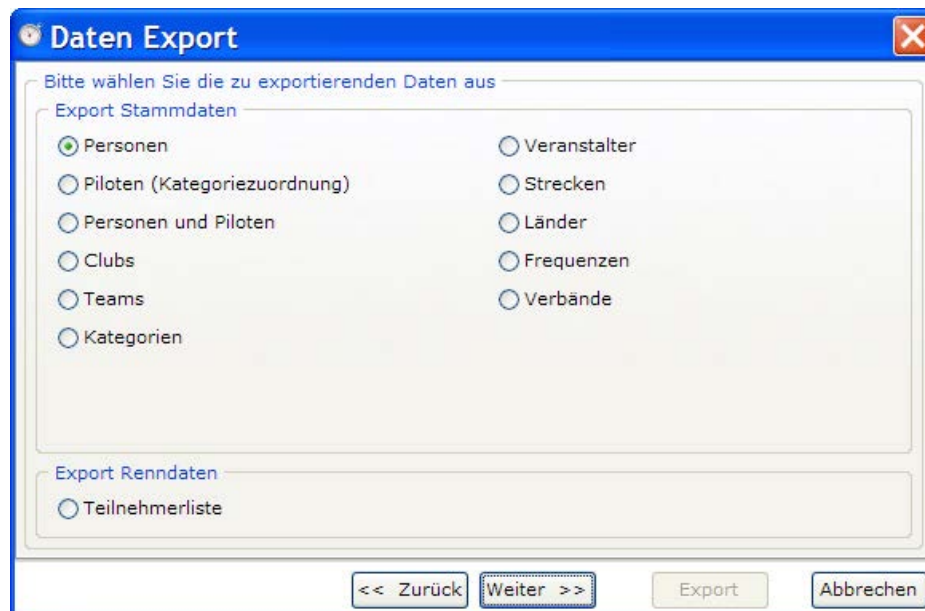 Daten Export
Bitte wählen Sie die zu exportierenden Daten aus
Export Stammdaten
Personen
Piloten (Kategoriezuordnung)
Personen und Piloten
Clubs
Teams
Kategorien
Veranstalter
Strecken
Länder
Frequenzen
Verbände
Export Renndaten
Teilnehmerliste
<< Zurück
Weiter >>
Export
Abbrechen